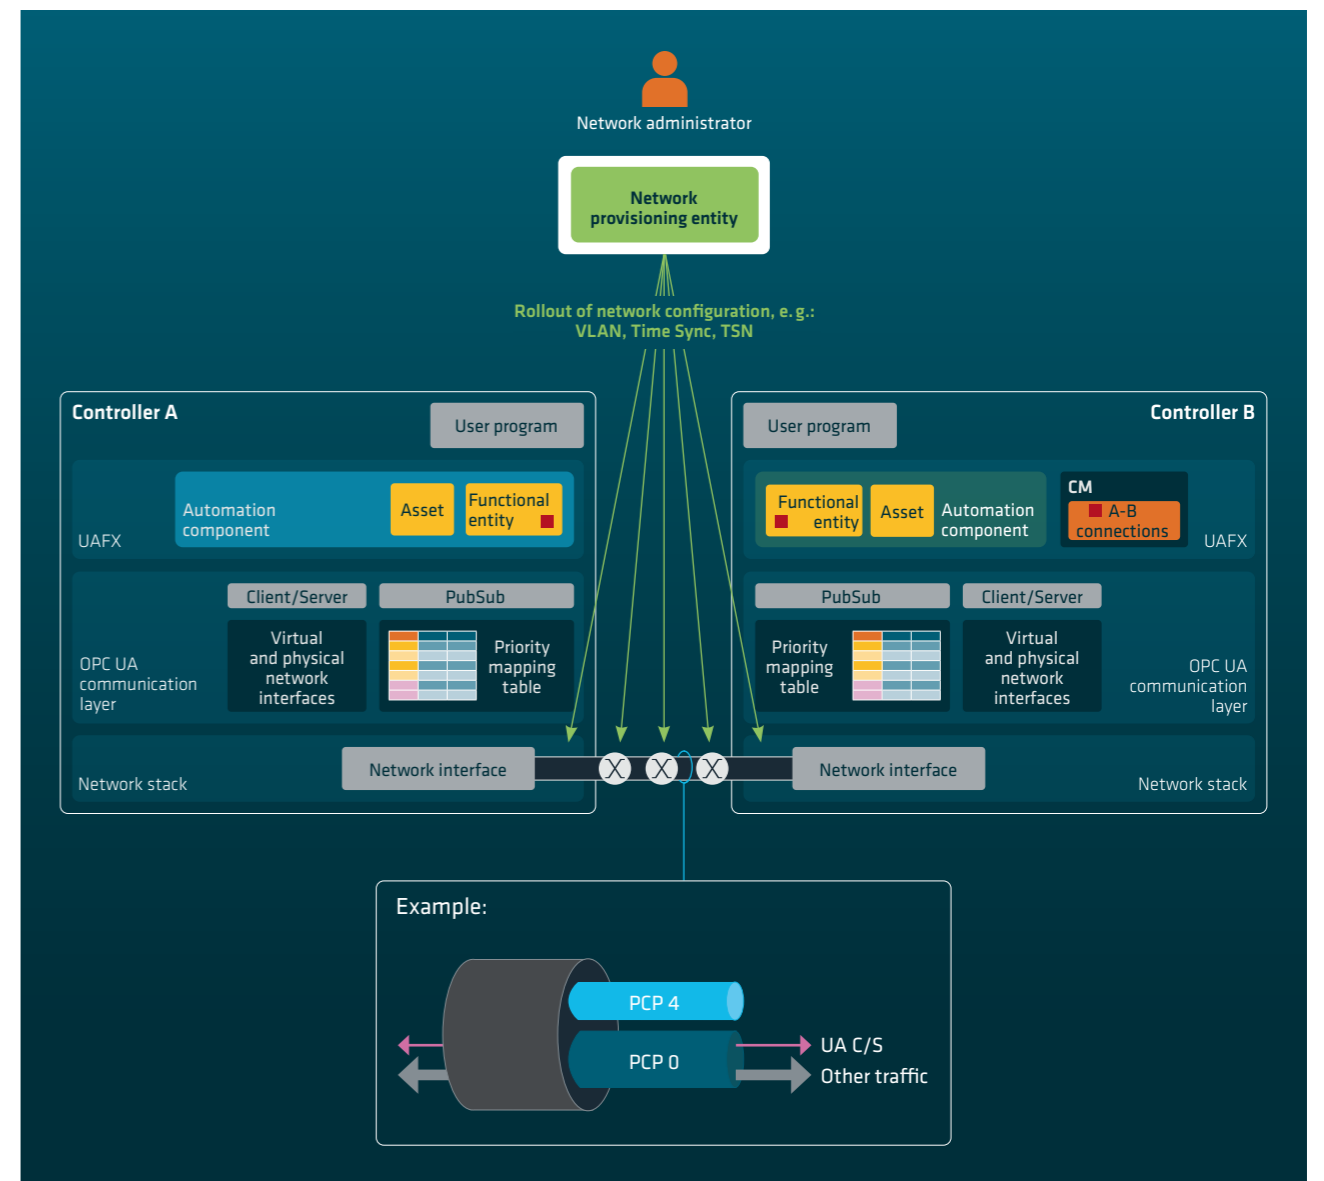 Network administrator
Network
provisioning entity
Rollout of network configuration, e. g.:
VLAN, Time Sync, TSN
Controller A
User program
Automation
component
Asset
Functional
entity
UAFX
Client/Server
PubSub
Virtual
and physical
network
interfaces
Priority
mapping
table
OPC UA
communication
layer
Network interface
Network stack
Controller B
User program
Functional
entity
Asset
Automation
component
CM
A-B
connections
UAFX
PubSub
Client/Server
Priority
mapping
table
Virtual
and physical
network
interfaces
OPC UA
communication
layer
Network interface
Network stack
Example:
PCP 4
PCP 0
UA C/S
Other traffic